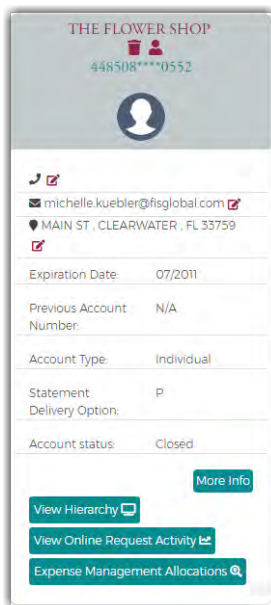 THE FLOWER SHOP
448508****0552
michelle.kuebler@fisglobal.com
MAIN ST , CLEARWATER , FL 33759
Expiration Date: 07/2011
Previous Account N/A
Number:
Account Type: Individual
Statement P
Delivery Option:
Account status: Closed
More Info
View Hierarchy
View Online Request Activity
Expense Management Allocations